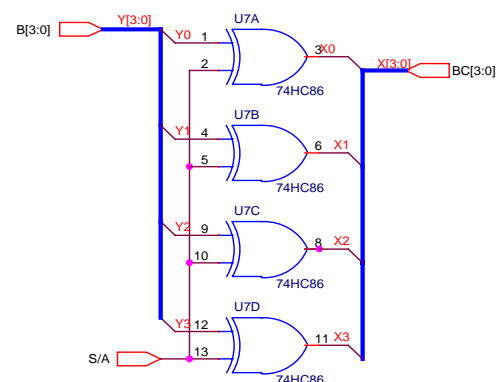 B[3:0]
Y[3:0]
U7A
Y0
1
2
3
X0
74HC86
X[3:0]
BC[3:0]
U7B
Y1
4
5
6
X1
74HC86
U7C
Y2
9
10
8
X2
74HC86
U7D
Y3
12
13
11
X3
S/A
74HC86